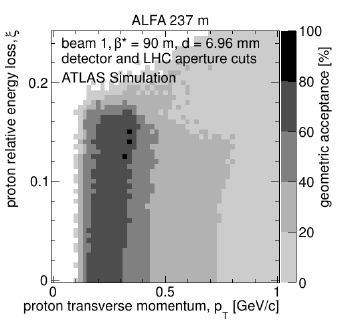 ALFA 237 m
beam 1, β* = 90 m, d = 6.96 mm
detector and LHC aperture cuts
ATLAS Simulation
proton relative energy loss, ξ
0.2
0.1
0
0 0.5 1
proton transverse momentum, p_T [GeV/c]
100
80
60
40
20
0
geometric acceptance [%]